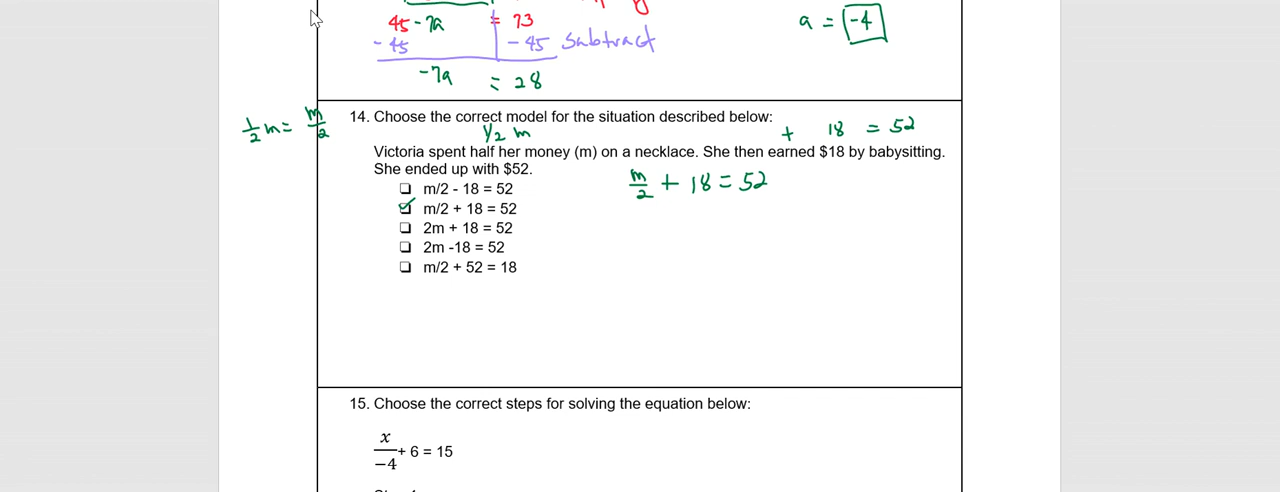 45 - 7a = 73
- 45 - 45 subtract
-7a = 28
a = -4
½m = m/2
14. Choose the correct model for the situation described below:
½ m + 18 = 52
Victoria spent half her money (m) on a necklace. She then earned $18 by babysitting.
She ended up with $52.
m/2 + 18 = 52
❏ m/2 - 18 = 52
❏ m/2 + 18 = 52
❏ 2m + 18 = 52
❏ 2m -18 = 52
❏ m/2 + 52 = 18
15. Choose the correct steps for solving the equation below:
x/−4 + 6 = 15